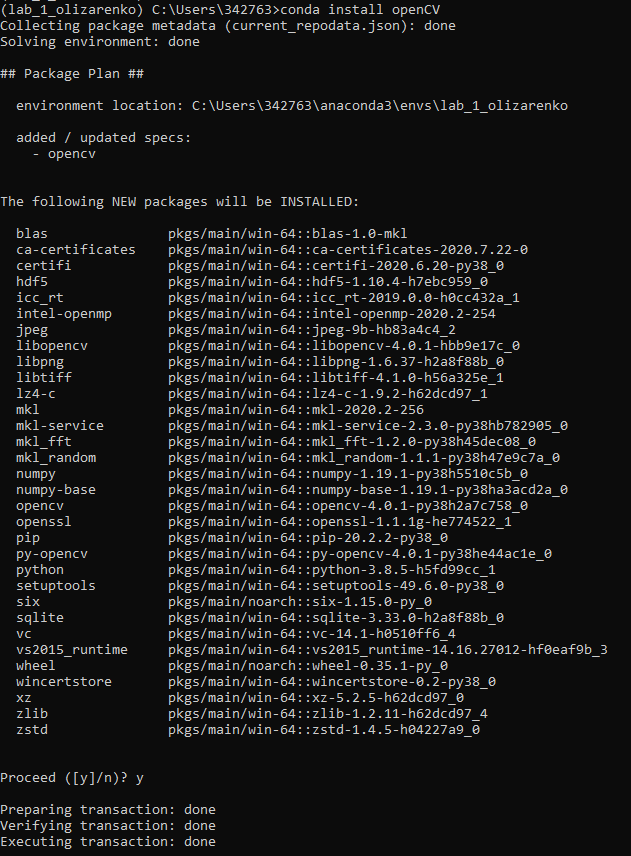 (lab_1_olizarenko) C:\Users\342763>conda install openCV
Collecting package metadata (current_repodata.json): done
Solving environment: done
## Package Plan ##
environment location: C:\Users\342763\anaconda3\envs\lab_1_olizarenko
added / updated specs:
- opencv
The following NEW packages will be INSTALLED:
blas pkgs/main/win-64::blas-1.0-mkl
ca-certificates pkgs/main/win-64::ca-certificates-2020.7.22-0
certifi pkgs/main/win-64::certifi-2020.6.20-py38_0
hdf5 pkgs/main/win-64::hdf5-1.10.4-h7ebc959_0
icc_rt pkgs/main/win-64::icc_rt-2019.0.0-h0cc432a_1
intel-openmp pkgs/main/win-64::intel-openmp-2020.2-254
jpeg pkgs/main/win-64::jpeg-9b-hb83a4c4_2
libopencv pkgs/main/win-64::libopencv-4.0.1-hbb9e17c_0
libpng pkgs/main/win-64::libpng-1.6.37-h2a8f88b_0
libtiff pkgs/main/win-64::libtiff-4.1.0-h56a325e_1
lz4-c pkgs/main/win-64::lz4-c-1.9.2-h62dcd97_1
mkl pkgs/main/win-64::mkl-2020.2-256
mkl-service pkgs/main/win-64::mkl-service-2.3.0-py38hb782905_0
mkl_fft pkgs/main/win-64::mkl_fft-1.2.0-py38h45dec08_0
mkl_random pkgs/main/win-64::mkl_random-1.1.1-py38h47e9c7a_0
numpy pkgs/main/win-64::numpy-1.19.1-py38h5510c5b_0
numpy-base pkgs/main/win-64::numpy-base-1.19.1-py38ha3acd2a_0
opencv pkgs/main/win-64::opencv-4.0.1-py38h2a7c758_0
openssl pkgs/main/win-64::openssl-1.1.1g-he774522_1
pip pkgs/main/win-64::pip-20.2.2-py38_0
py-opencv pkgs/main/win-64::py-opencv-4.0.1-py38he44ac1e_0
python pkgs/main/win-64::python-3.8.5-h5fd99cc_1
setuptools pkgs/main/win-64::setuptools-49.6.0-py38_0
six pkgs/main/noarch::six-1.15.0-py_0
sqlite pkgs/main/win-64::sqlite-3.33.0-h2a8f88b_0
vc pkgs/main/win-64::vc-14.1-h0510ff6_4
vs2015_runtime pkgs/main/win-64::vs2015_runtime-14.16.27012-hf0eaf9b_3
wheel pkgs/main/noarch::wheel-0.35.1-py_0
wincertstore pkgs/main/win-64::wincertstore-0.2-py38_0
xz pkgs/main/win-64::xz-5.2.5-h62dcd97_0
zlib pkgs/main/win-64::zlib-1.2.11-h62dcd97_4
zstd pkgs/main/win-64::zstd-1.4.5-h04227a9_0
Proceed ([y]/n)? y
Preparing transaction: done
Verifying transaction: done
Executing transaction: done